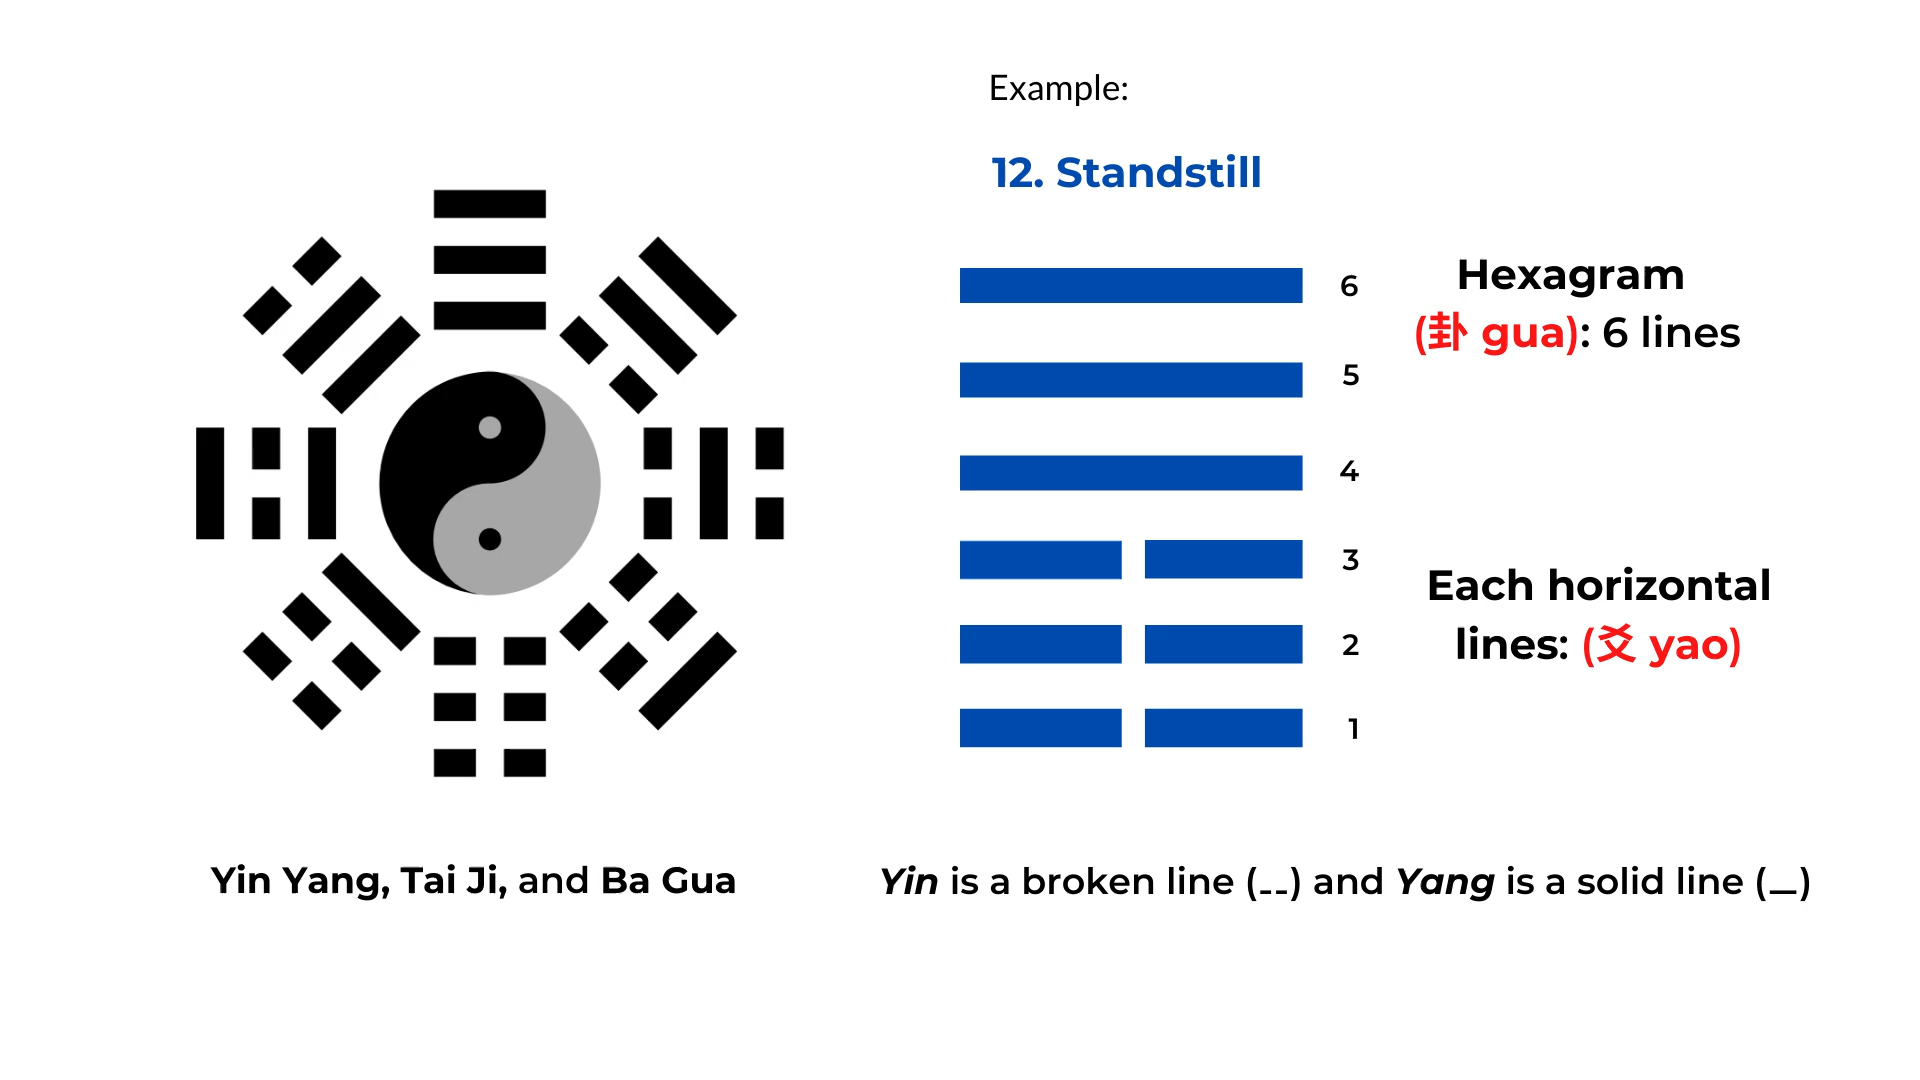 Example:
12. Standstill
6
Hexagram
(卦 gua): 6 lines
5
4
3
Each horizontal
lines: (爻 yao)
2
1
Yin Yang, Tai Ji, and Ba Gua
Yin is a broken line (--) and Yang is a solid line (—)